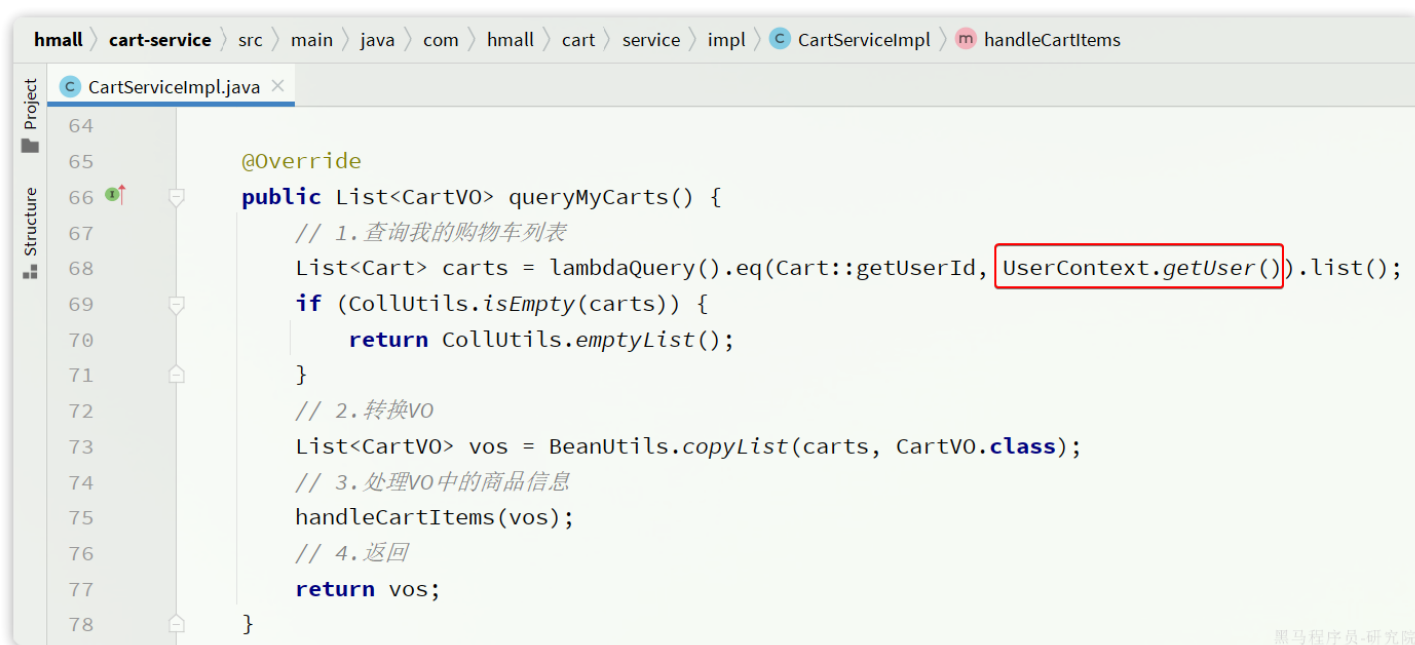 hmall 〉 cart-service 〉 src 〉 main 〉 java 〉 com 〉 hmall 〉 cart 〉 service 〉 impl 〉 C CartServiceImpl 〉 m handleCartItems
Project
Structure
C CartServiceImpl.java ×
64
65 @Override
66 I public List<CartVO> queryMyCarts() {
67 // 1.查询我的购物车列表
68 List<Cart> carts = lambdaQuery().eq(Cart::getUserId, UserContext.getUser()).list();
69 if (CollUtils.isEmpty(carts)) {
70 return CollUtils.emptyList();
71 }
72 // 2.转换VO
73 List<CartVO> vos = BeanUtils.copyList(carts, CartVO.class);
74 // 3.处理VO中的商品信息
75 handleCartItems(vos);
76 // 4.返回
77 return vos;
78 }
黑马程序员-研究院